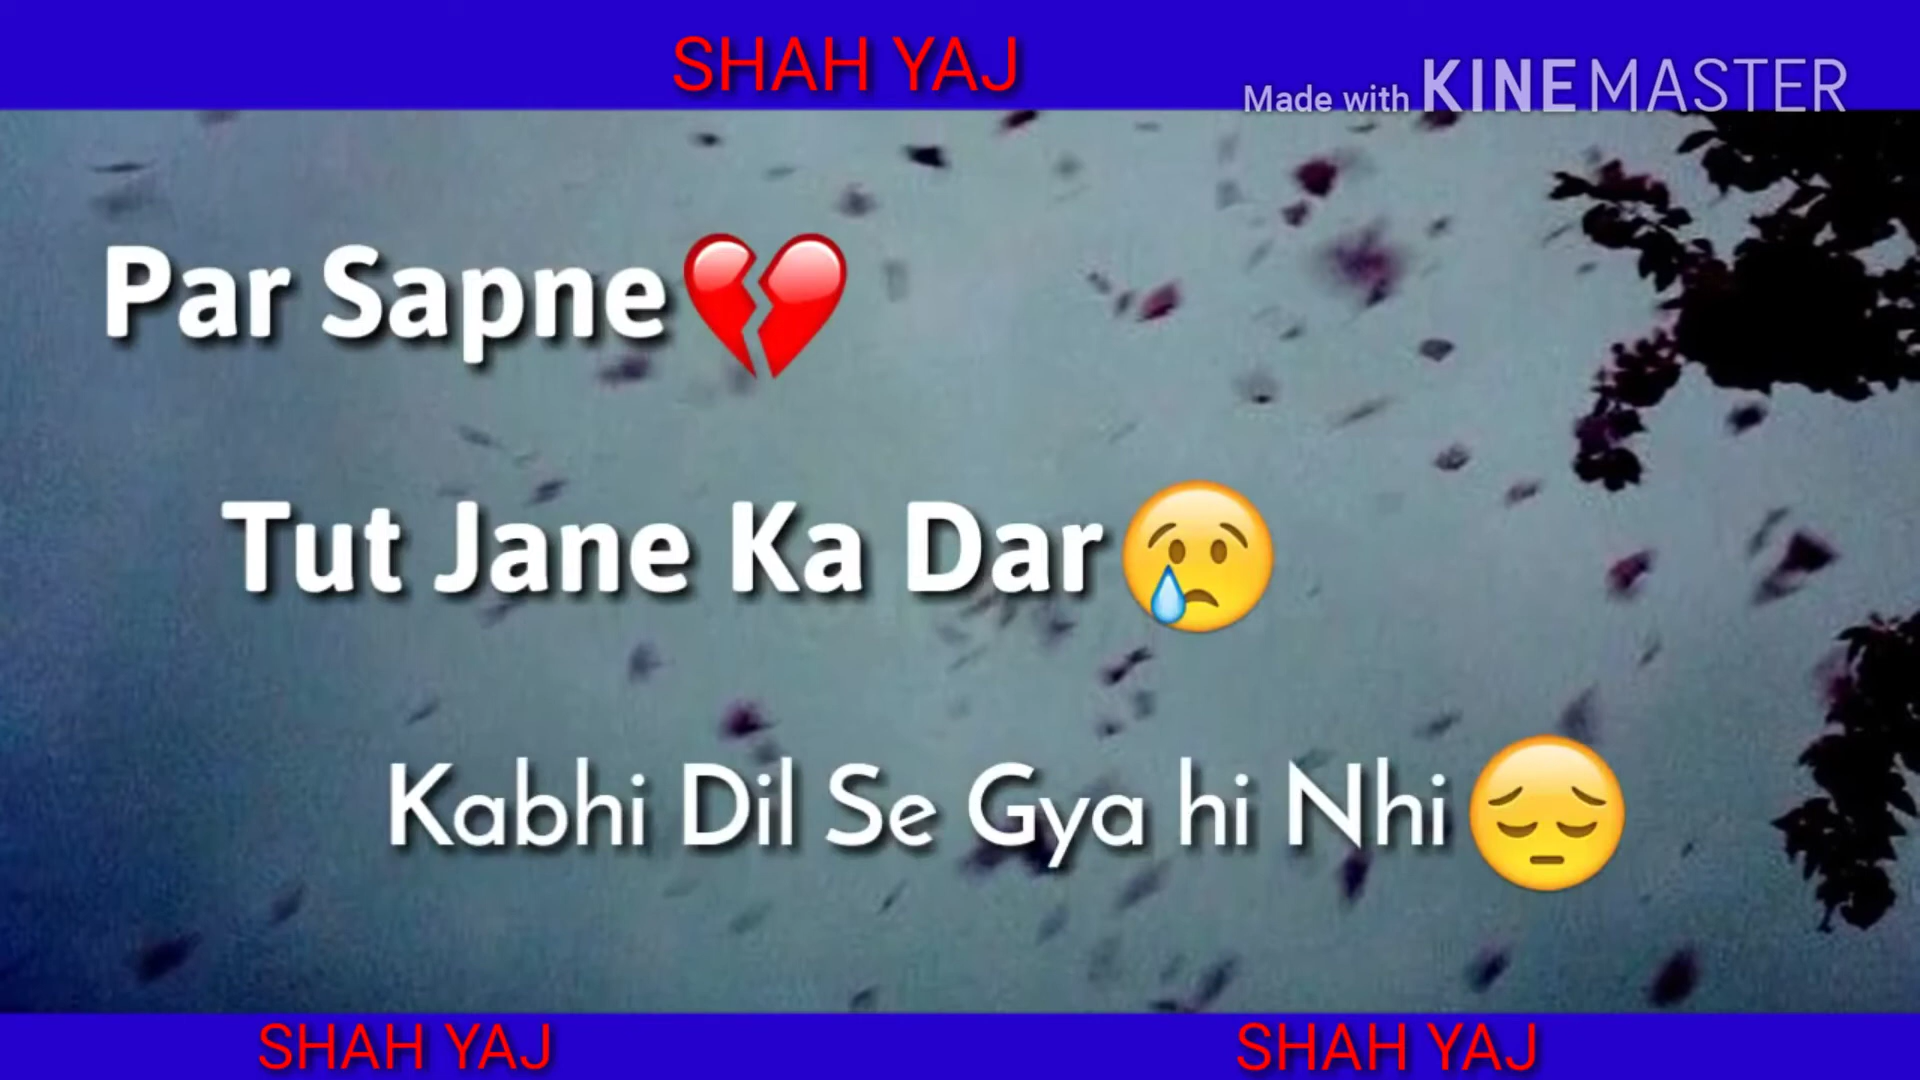 SHAH YAJ
Made with KINEMASTER
Par Sapne💔
Tut Jane Ka Dar😢
Kabhi Dil Se Gya hi Nhi😔
SHAH YAJ
SHAH YAJ